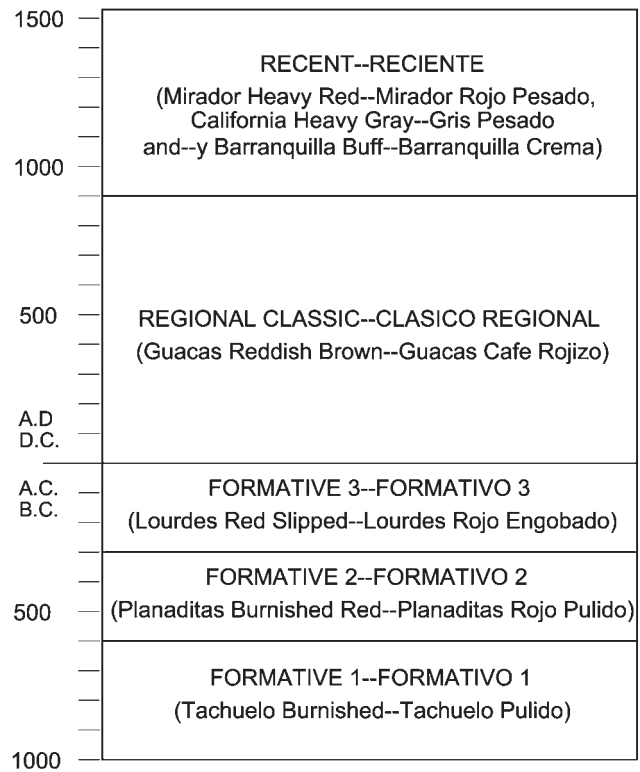 1500
RECENT--RECIENTE
(Mirador Heavy Red--Mirador Rojo Pesado,
California Heavy Gray--Gris Pesado
and--y Barranquilla Buff--Barranquilla Crema)
1000
500
REGIONAL CLASSIC--CLASICO REGIONAL
(Guacas Reddish Brown--Guacas Cafe Rojizo)
A.D
D.C.
A.C.
B.C.
FORMATIVE 3--FORMATIVO 3
(Lourdes Red Slipped--Lourdes Rojo Engobado)
FORMATIVE 2--FORMATIVO 2
500
(Planaditas Burnished Red--Planaditas Rojo Pulido)
FORMATIVE 1--FORMATIVO 1
(Tachuelo Burnished--Tachuelo Pulido)
1000